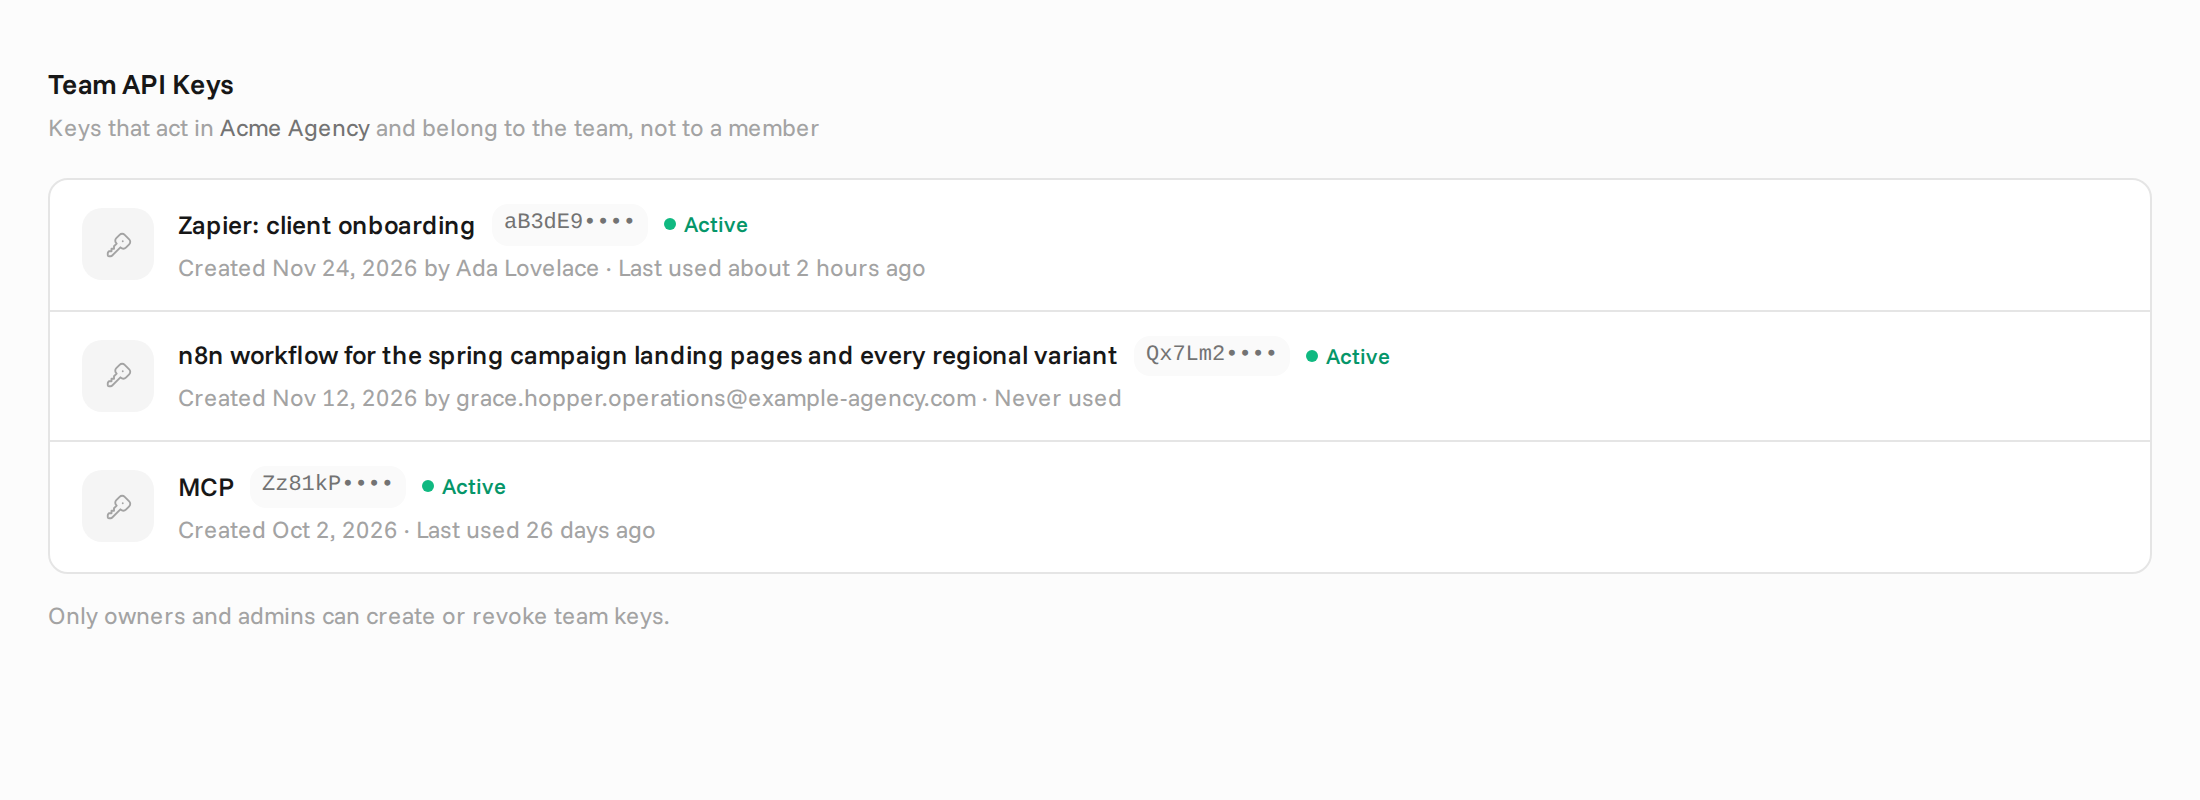 Team API Keys
Keys that act in Acme Agency and belong to the team, not to a member
Zapier: client onboarding aB3dE9•••• Active
Created Nov 24, 2026 by Ada Lovelace · Last used about 2 hours ago
n8n workflow for the spring campaign landing pages and every regional variant Qx7Lm2•••• Active
Created Nov 12, 2026 by grace.hopper.operations@example-agency.com · Never used
MCP Zz81kP•••• Active
Created Oct 2, 2026 · Last used 26 days ago
Only owners and admins can create or revoke team keys.